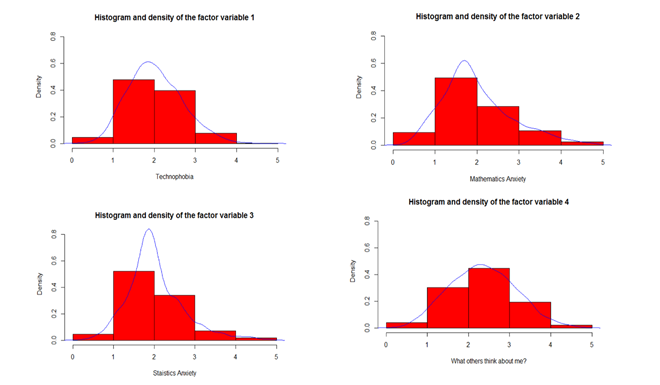 Histogram and density of the factor variable 1
0.8
0.6
0.4
0.2
0.0
Density
0 1 2 3 4 5
Technophobia
Histogram and density of the factor variable 2
0.8
0.6
0.4
0.2
0.0
Density
0 1 2 3 4 5
Mathematics Anxiety
Histogram and density of the factor variable 3
0.8
0.6
0.4
0.2
0.0
Density
0 1 2 3 4 5
Staistics Anxiety
Histogram and density of the factor variable 4
0.8
0.6
0.4
0.2
0.0
Density
0 1 2 3 4 5
What others think about me?